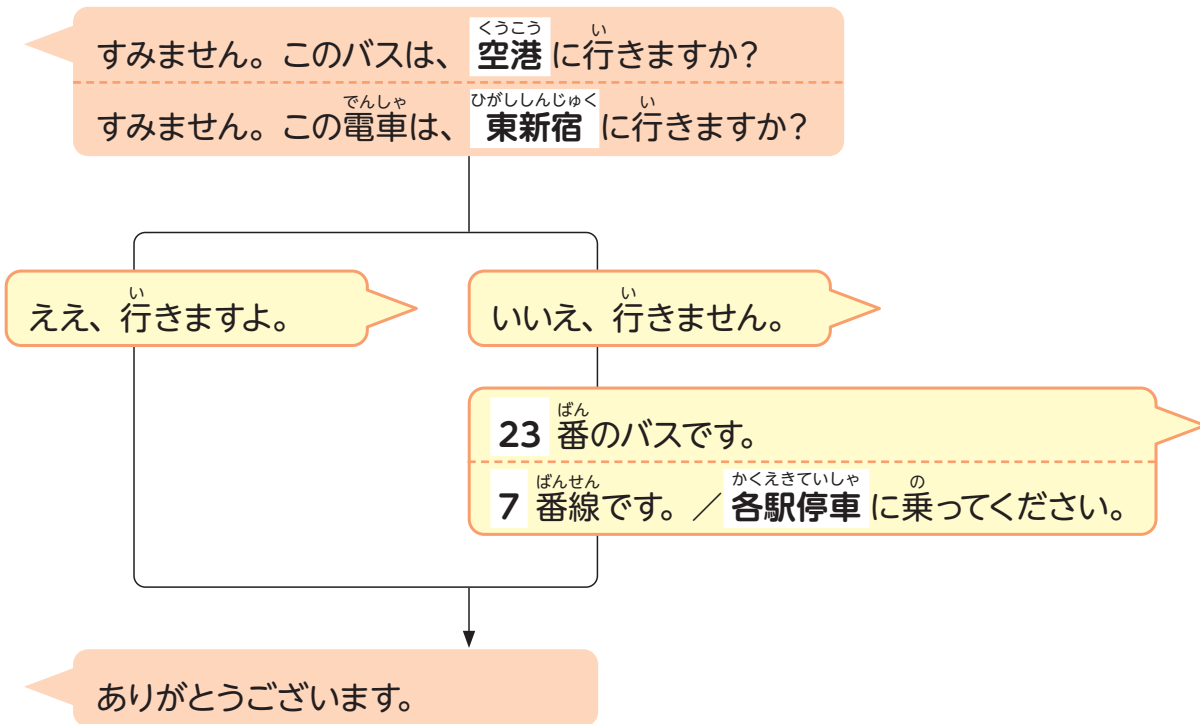 くうこう い
すみません。このバスは、空港に行きますか?
でんしゃ ひがししんじゅく い
すみません。この電車は、東新宿に行きますか?
い
ええ、行きますよ。
い
いいえ、行きません。
ばん
23 番のバスです。
ばんせん かくえきていしゃ の
7 番線です。／各駅停車に乗ってください。
ありがとうございます。